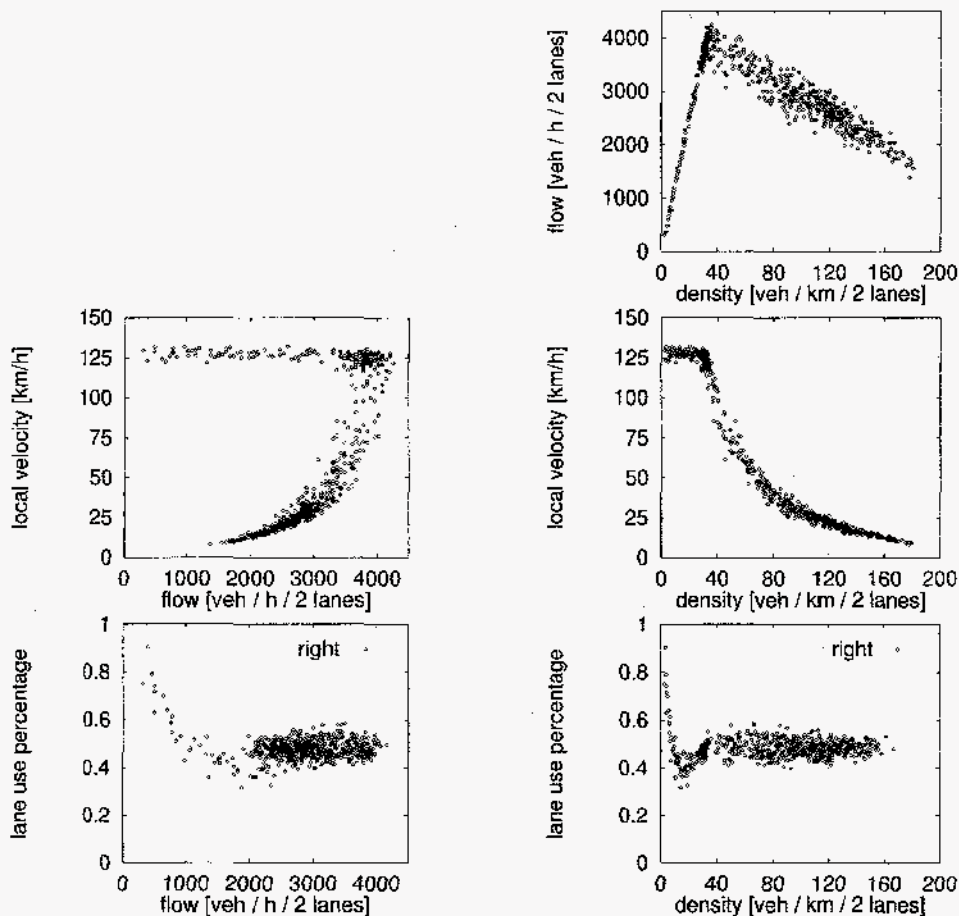 4000
3000
2000
1000
0
flow [veh / h / 2 lanes]
0 40 80 120 160 200
density [veh / km / 2 lanes]
150
125
100
75
50
25
0
local velocity [km/h]
0 1000 2000 3000 4000
flow [veh / h / 2 lanes]
150
125
100
75
50
25
0
local velocity [km/h]
0 40 80 120 160 200
density [veh / km / 2 lanes]
1
0.8
0.6
0.4
0.2
0
lane use percentage
right
0 1000 2000 3000 4000
flow [veh / h / 2 lanes]
1
0.8
0.6
0.4
0.2
0
lane use percentage
right
0 40 80 120 160 200
density [veh / km / 2 lanes]